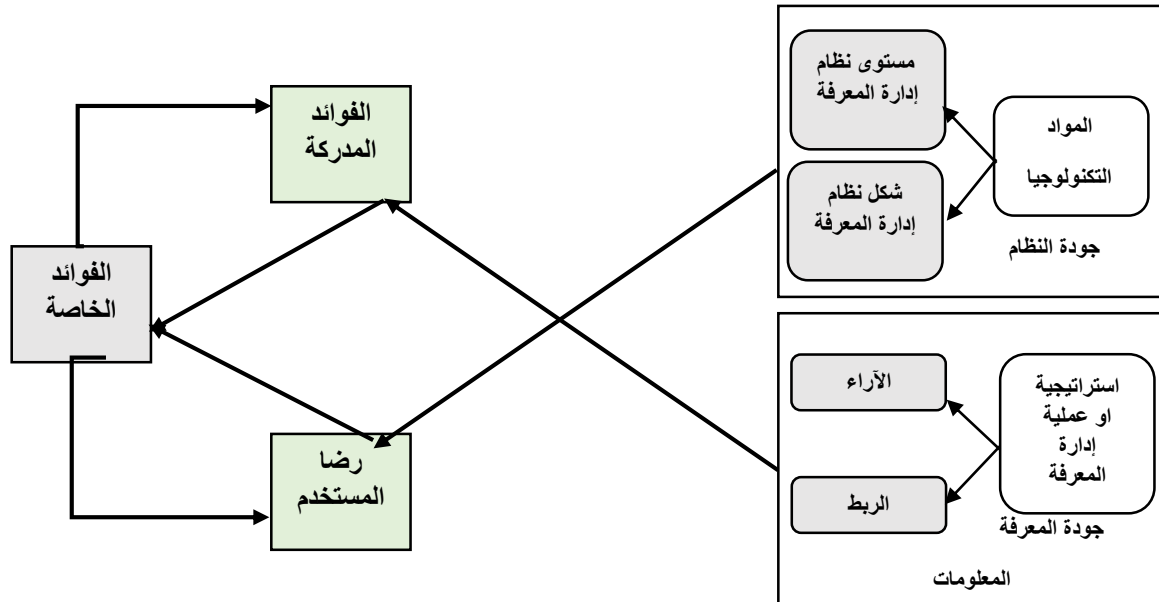 مستوى نظام
إدارة المعرفة
المواد
التكنولوجيا
شكل نظام
إدارة المعرفة
جودة النظام
الفوائد
المدركة
الفوائد
الخاصة
رضا
المستخدم
الآراء
استراتيجية
او عملية
إدارة
المعرفة
الربط
جودة المعرفة
المعلومات